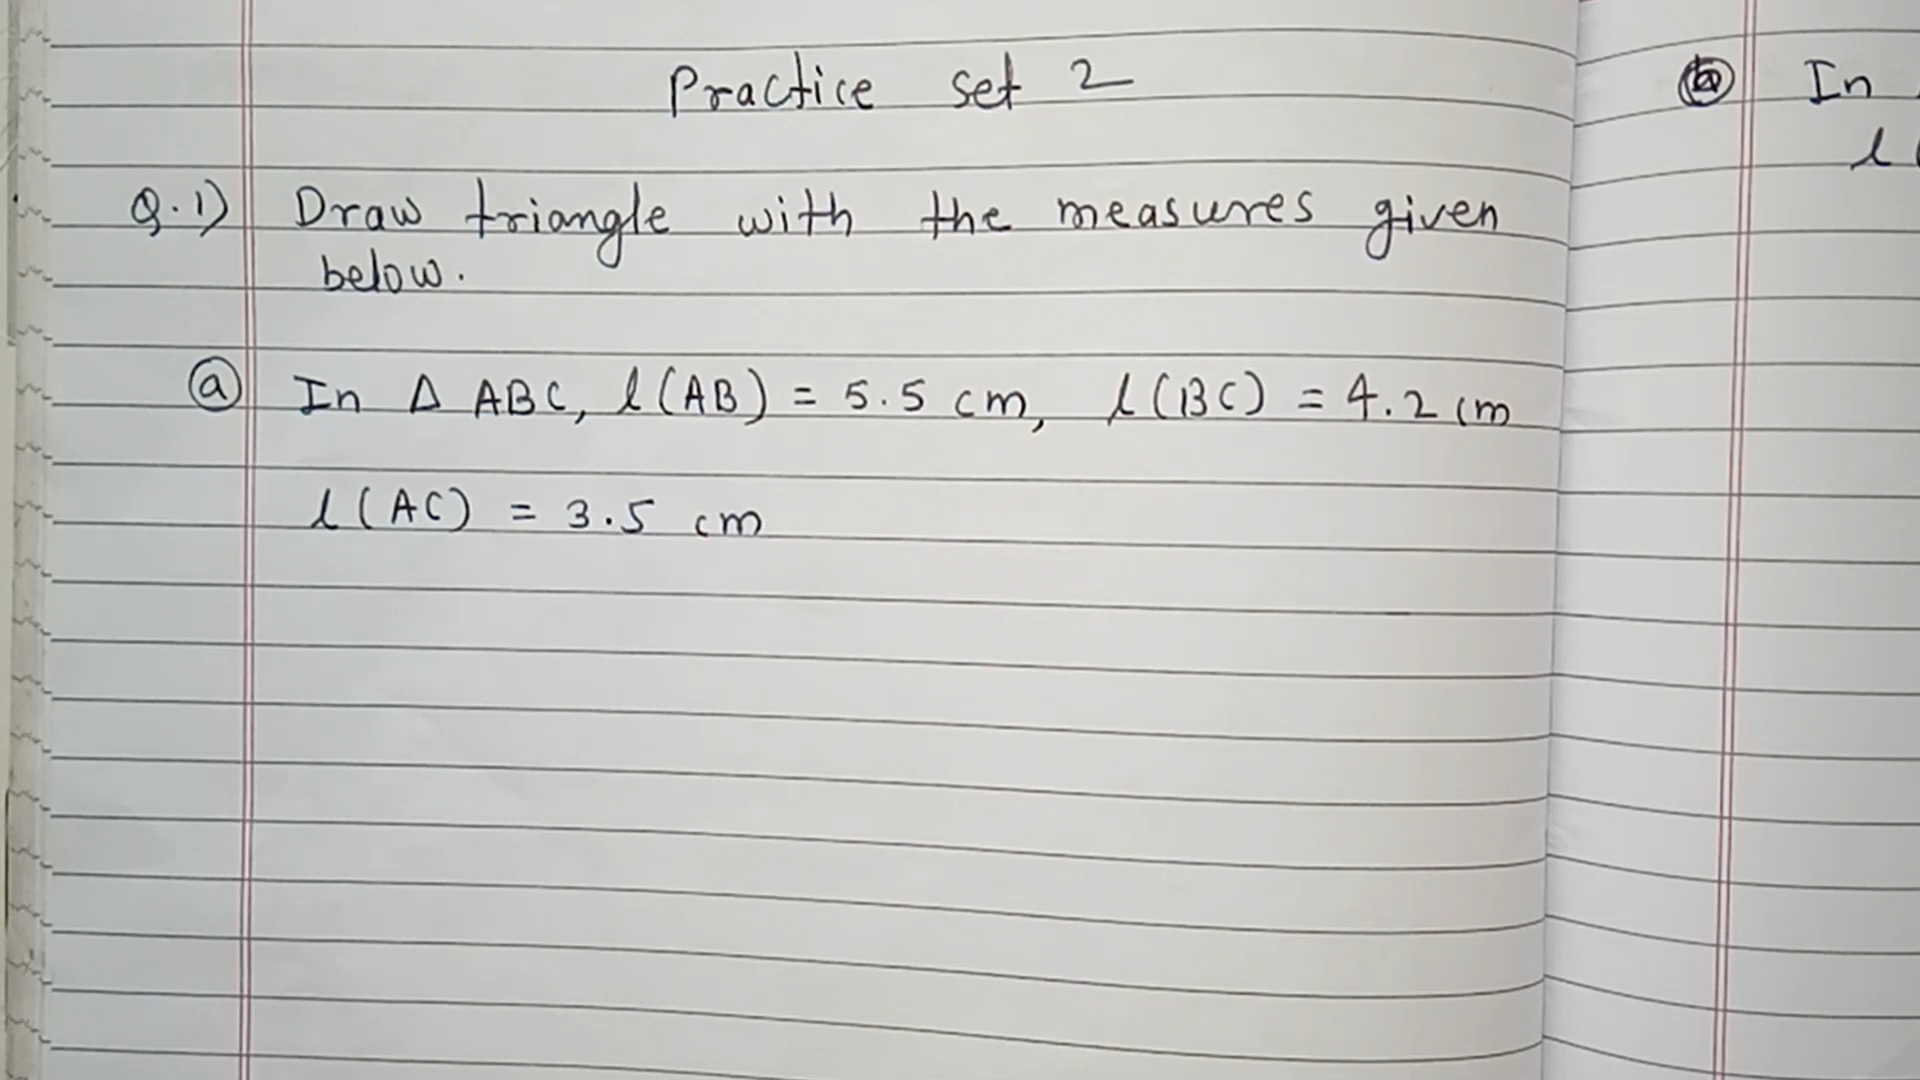 Practice set 2
Q.1) Draw triangle with the measures given
below.
ⓐ In Δ ABC, l(AB) = 5.5 cm, l(BC) = 4.2 cm
l(AC) = 3.5 cm
ⓑ In
l(